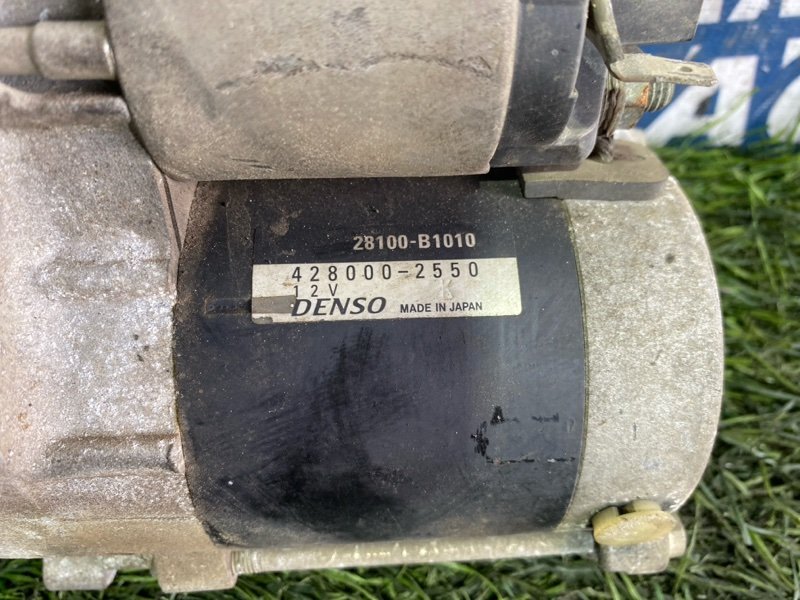 28100-B1010
428000-2550
12V K
DENSO MADE IN JAPAN